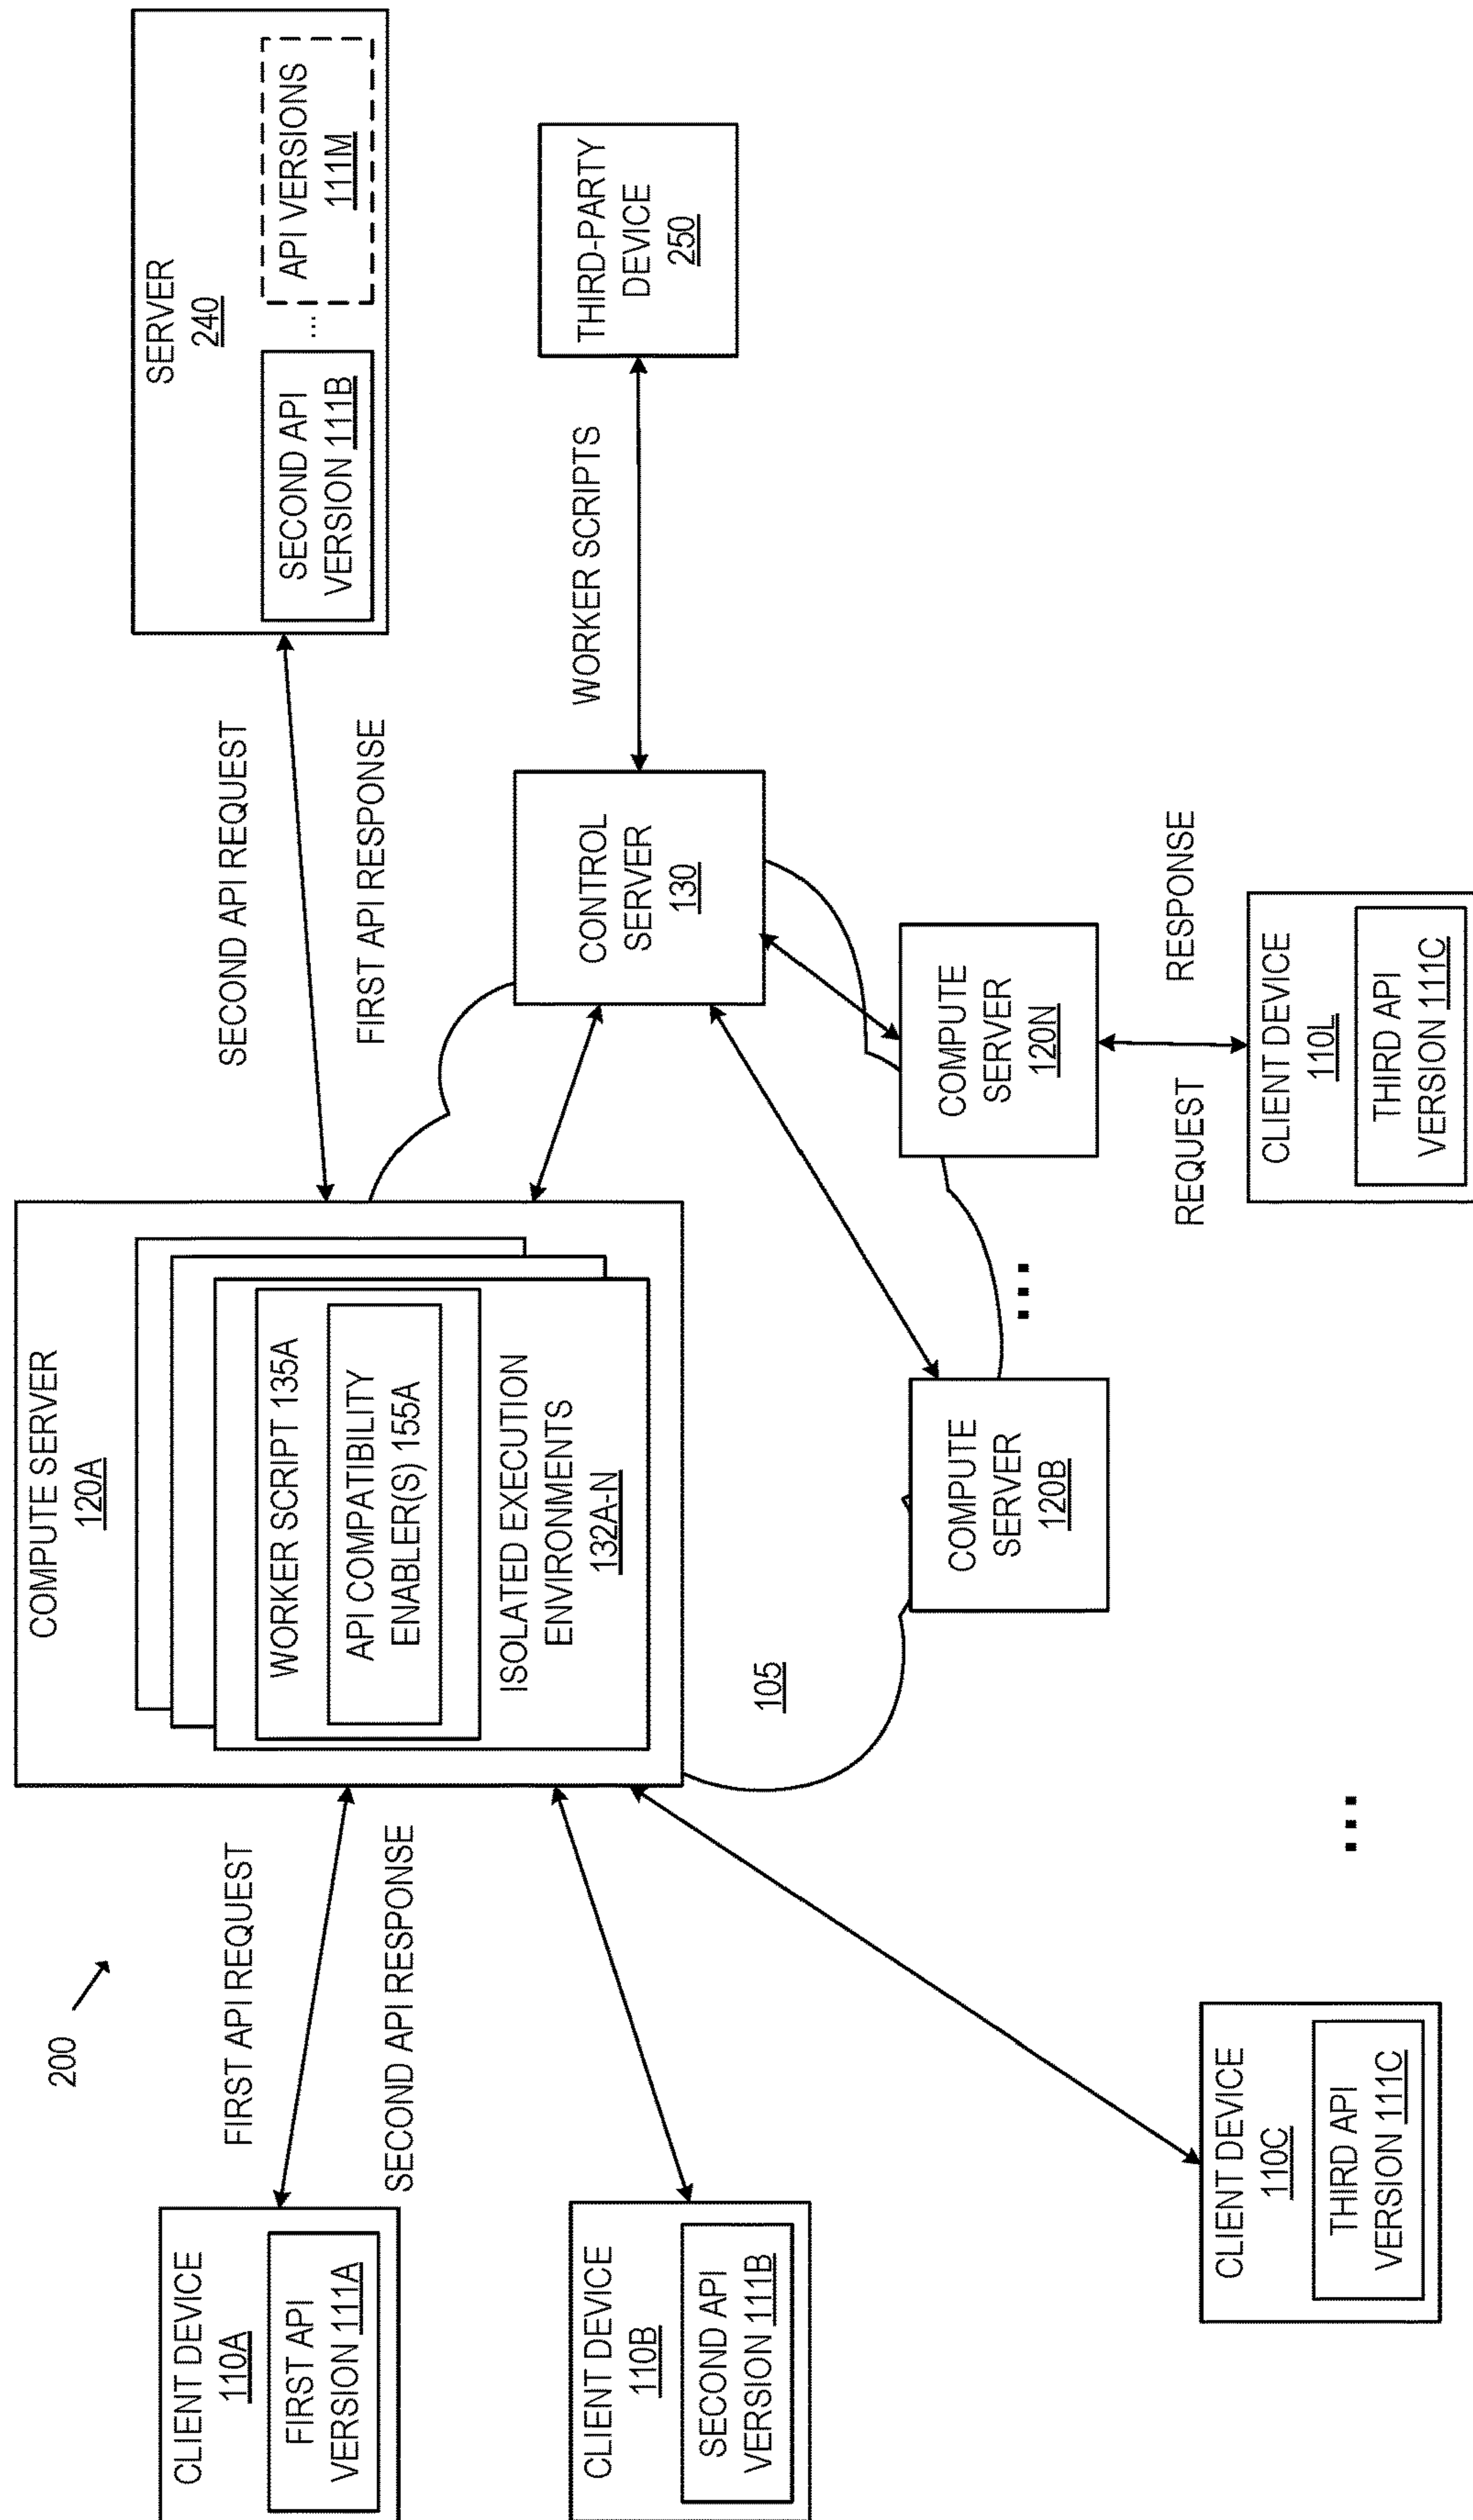 200
CLIENT DEVICE
110A
FIRST API
VERSION 111A
FIRST API REQUEST
SECOND API RESPONSE
CLIENT DEVICE
110B
SECOND API
VERSION 111B
CLIENT DEVICE
110C
THIRD API
VERSION 111C
...
COMPUTE SERVER
120A
WORKER SCRIPT 135A
API COMPATIBILITY
ENABLER(S) 155A
ISOLATED EXECUTION
ENVIRONMENTS
132A-N
105
COMPUTE
SERVER
120B
...
COMPUTE
SERVER
120N
REQUEST
RESPONSE
CLIENT DEVICE
110L
THIRD API
VERSION 111C
CONTROL
SERVER
130
SECOND API REQUEST
FIRST API RESPONSE
WORKER SCRIPTS
SERVER
240
SECOND API
VERSION 111B
...
API VERSIONS
111M
THIRD-PARTY
DEVICE
250